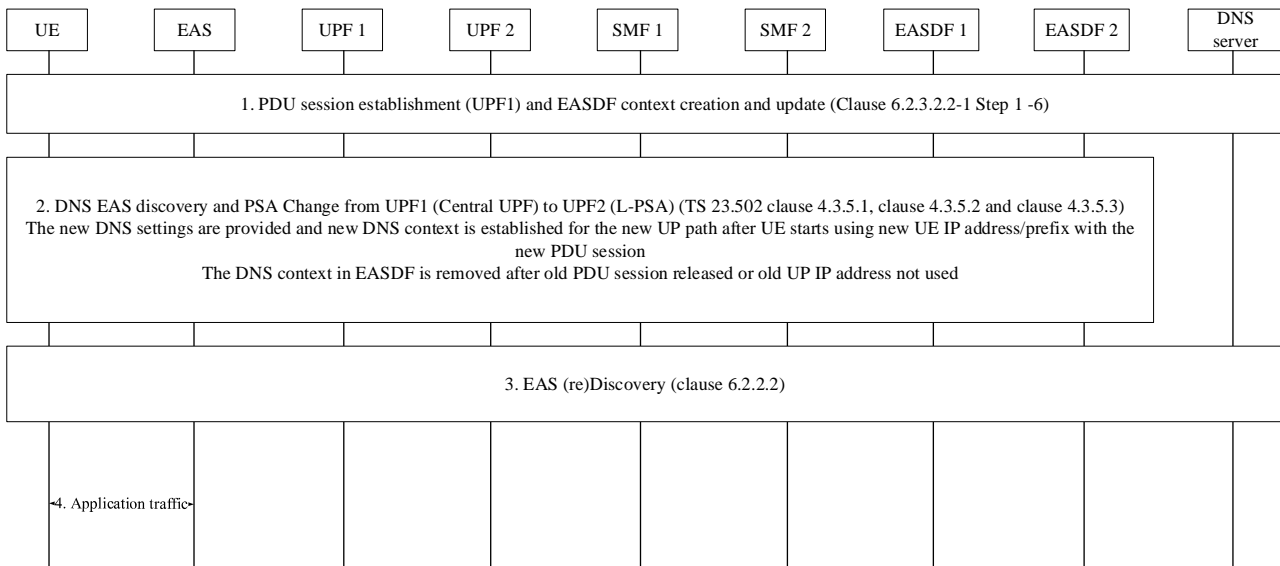 UE
EAS
UPF 1
UPF 2
SMF 1
SMF 2
EASDF 1
EASDF 2
DNS
server
1. PDU session establishment (UPF1) and EASDF context creation and update (Clause 6.2.3.2.2-1 Step 1 -6)
2. DNS EAS discovery and PSA Change from UPF1 (Central UPF) to UPF2 (L-PSA) (TS 23.502 clause 4.3.5.1, clause 4.3.5.2 and clause 4.3.5.3)
The new DNS settings are provided and new DNS context is established for the new UP path after UE starts using new UE IP address/prefix with the
new PDU session
The DNS context in EASDF is removed after old PDU session released or old UP IP address not used
3. EAS (re)Discovery (clause 6.2.2.2)
4. Application traffic